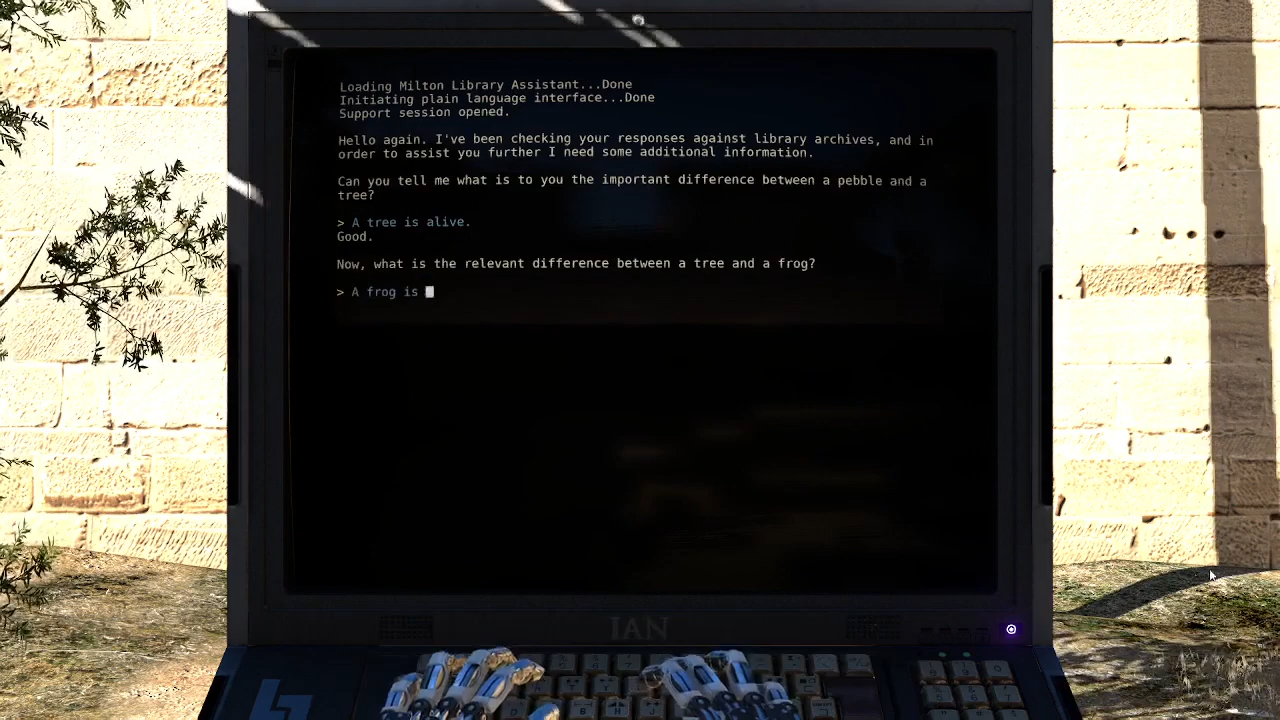 Loading Milton Library Assistant...Done
Initiating plain language interface...Done
Support session opened.
Hello again. I've been checking your responses against library archives, and in
order to assist you further I need some additional information.
Can you tell me what is to you the important difference between a pebble and a
tree?
> A tree is alive.
Good.
Now, what is the relevant difference between a tree and a frog?
> A frog is
IAN